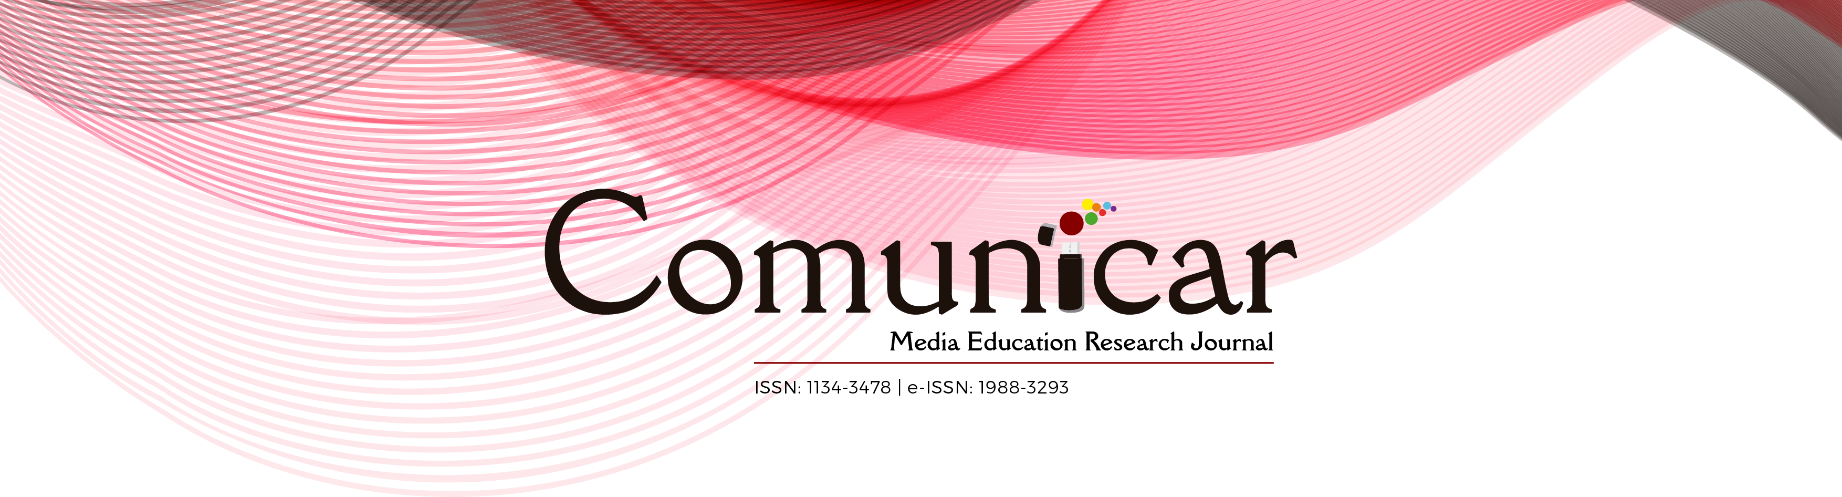 Comunicar
Media Education Research Journal
ISSN: 1134-3478 | e-ISSN: 1988-3293